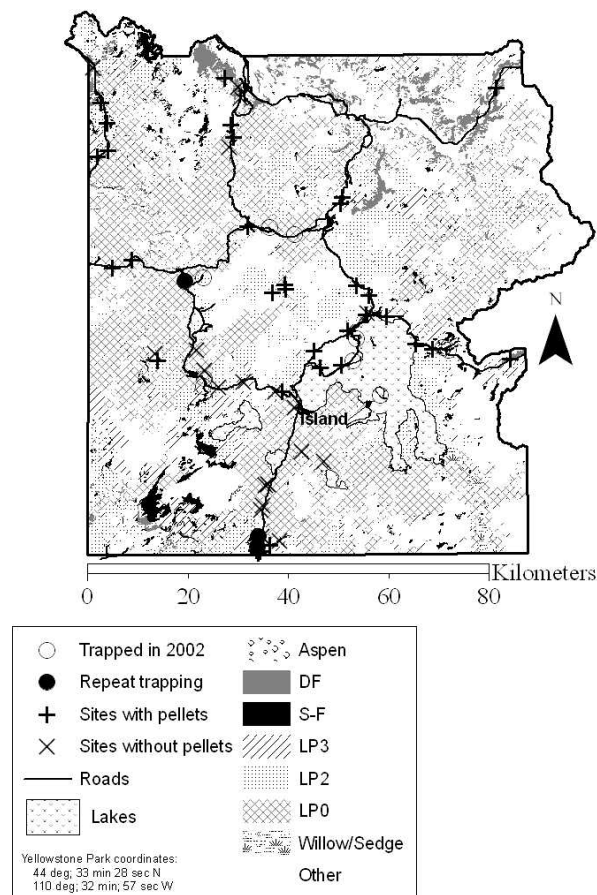 N
Island
Kilometers
0 20 40 60 80
Trapped in 2002
Repeat trapping
Sites with pellets
Sites without pellets
Roads
Lakes
Yellowstone Park coordinates:
44 deg; 33 min 28 sec N
110 deg; 32 min; 57 sec W
Aspen
DF
S-F
LP3
LP2
LP0
Willow/Sedge
Other